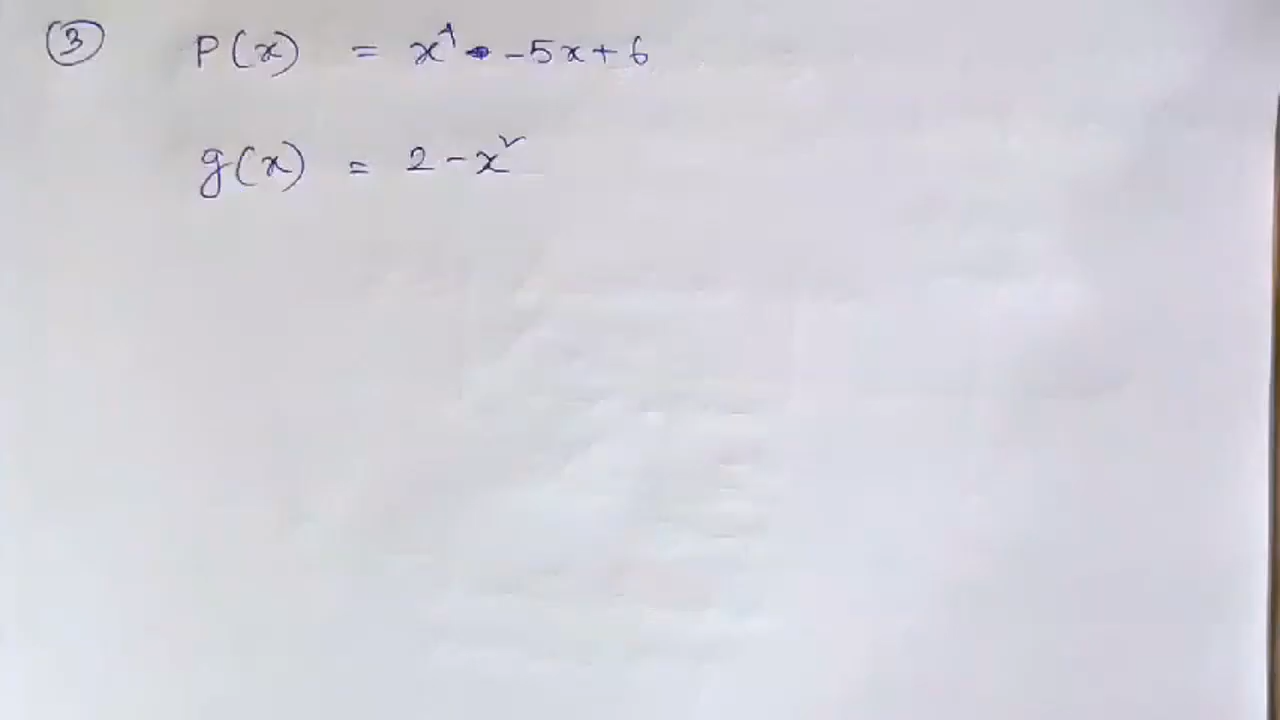 ③ P(x) = x⁴ - -5x+6
g(x) = 2-x²